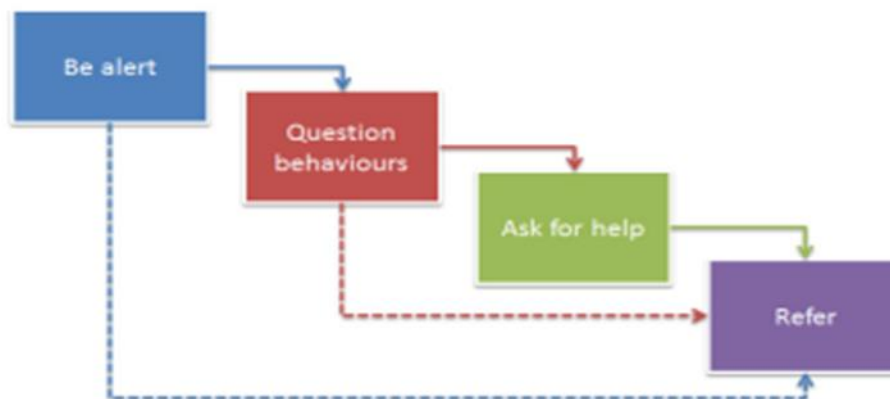 Be alert
Question
behaviours
Ask for help
Refer